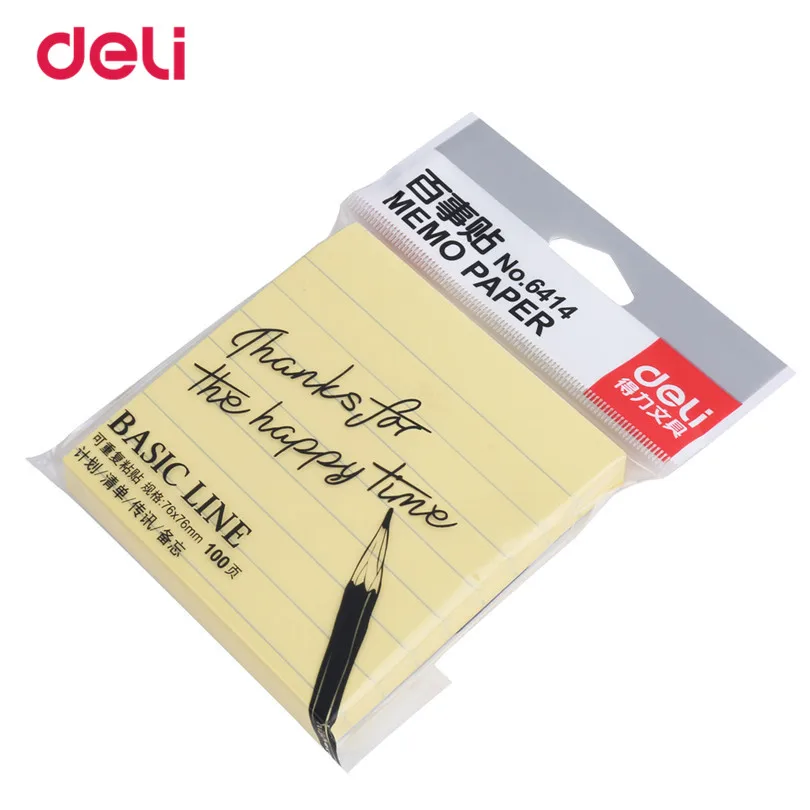 deli
百事贴
MEMO PAPER No.6414
deli
得力文具
Thanks for
the happy time
BASIC LINE
可重复粘贴 规格:76x76mm 100页
计划/清单/传讯/备忘